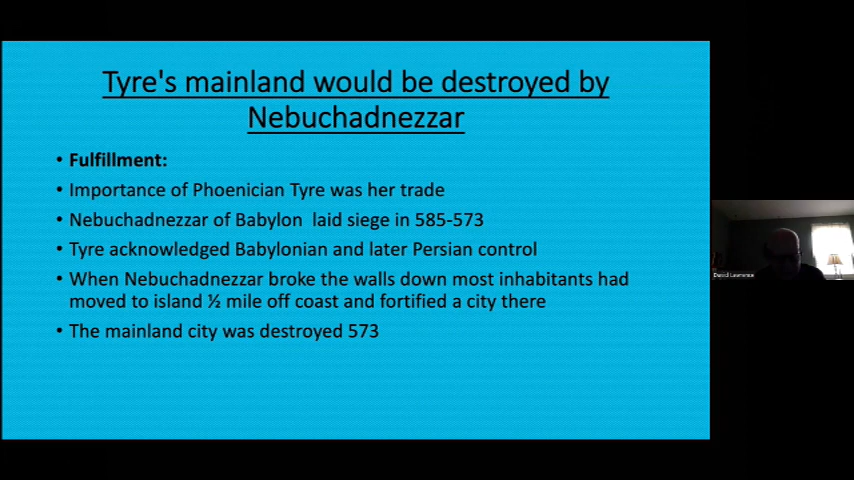 Tyre's mainland would be destroyed by
Nebuchadnezzar
• Fulfillment:
• Importance of Phoenician Tyre was her trade
• Nebuchadnezzar of Babylon laid siege in 585-573
• Tyre acknowledged Babylonian and later Persian control
• When Nebuchadnezzar broke the walls down most inhabitants had
moved to island ½ mile off coast and fortified a city there
• The mainland city was destroyed 573
David Lawrence